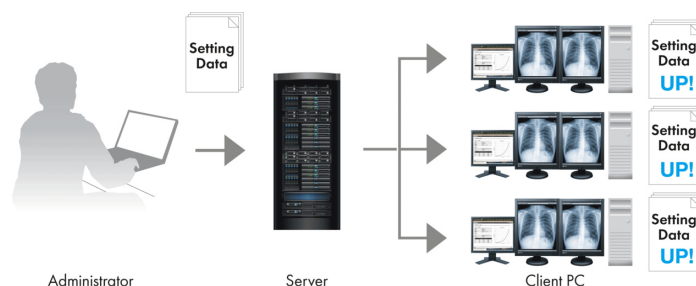 Setting
Data
Setting
Data
UP!
Setting
Data
UP!
Setting
Data
UP!
Administrator
Server
Client PC